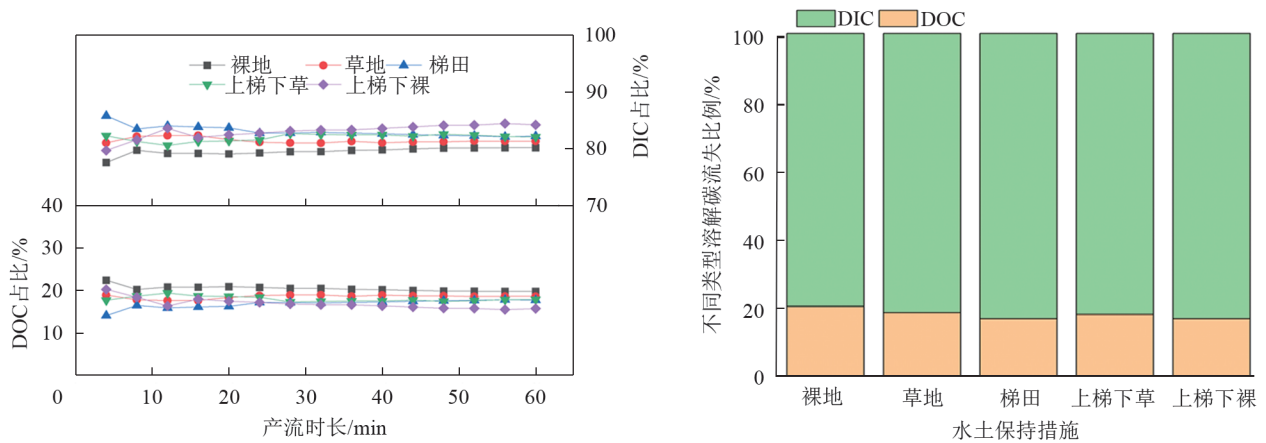 裸地 草地 梯田
上梯下草 上梯下裸
100
90
80
70
DIC占比/%
40
30
20
10
0
DOC占比/%
0 10 20 30 40 50 60
产流时长/min
DIC DOC
100
80
60
40
20
0
不同类型溶解碳流失比例/%
裸地 草地 梯田 上梯下草 上梯下裸
水土保持措施